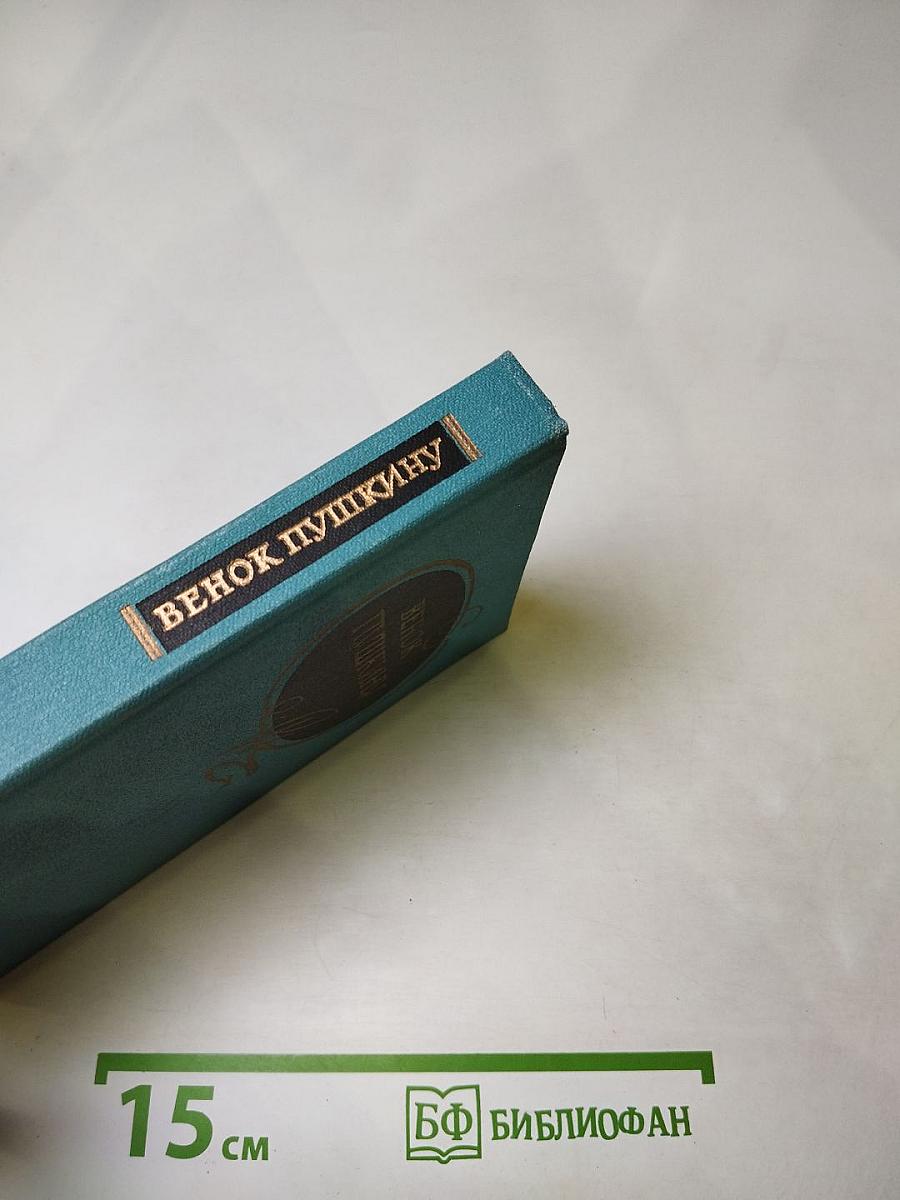 ВЕНОК ПУШКИНУ
ВЕНОК
ПУШКИНУ
15 см
БФ БИБЛИОФАН